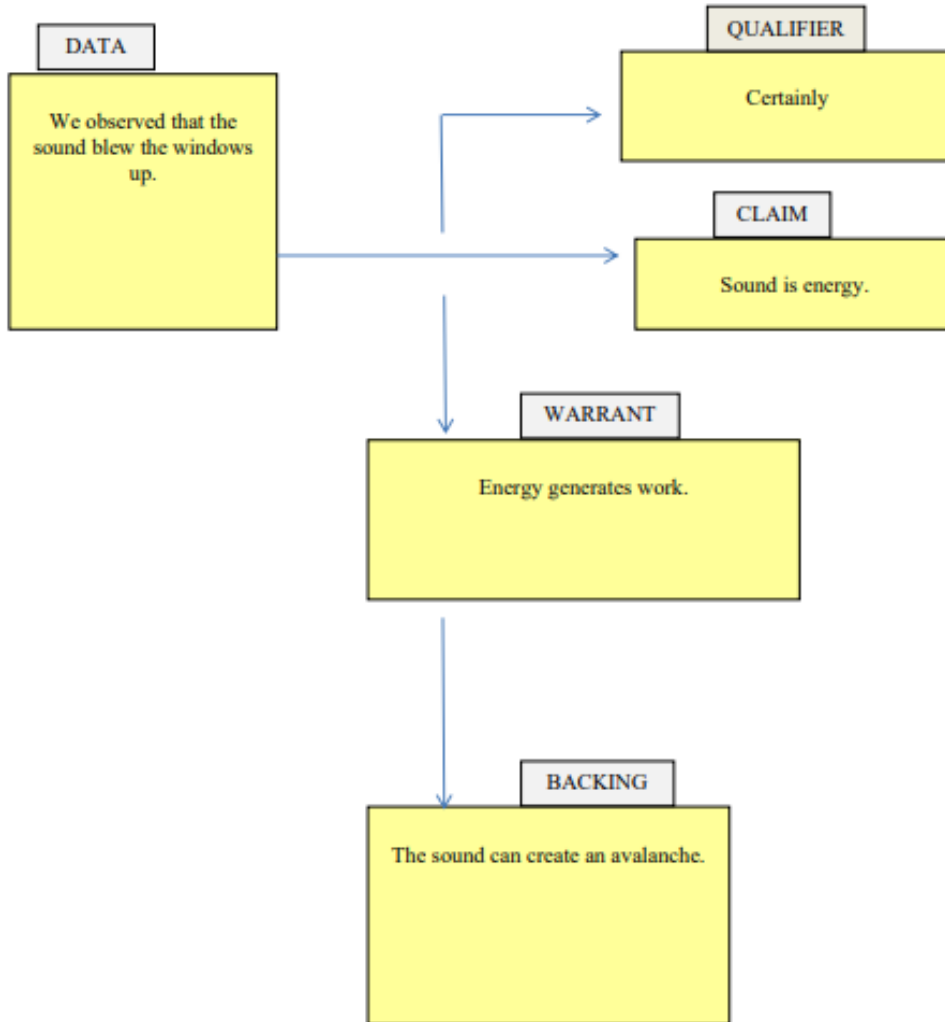 DATA
We observed that the
sound blew the windows
up.
QUALIFIER
Certainly
CLAIM
Sound is energy.
WARRANT
Energy generates work.
BACKING
The sound can create an avalanche.